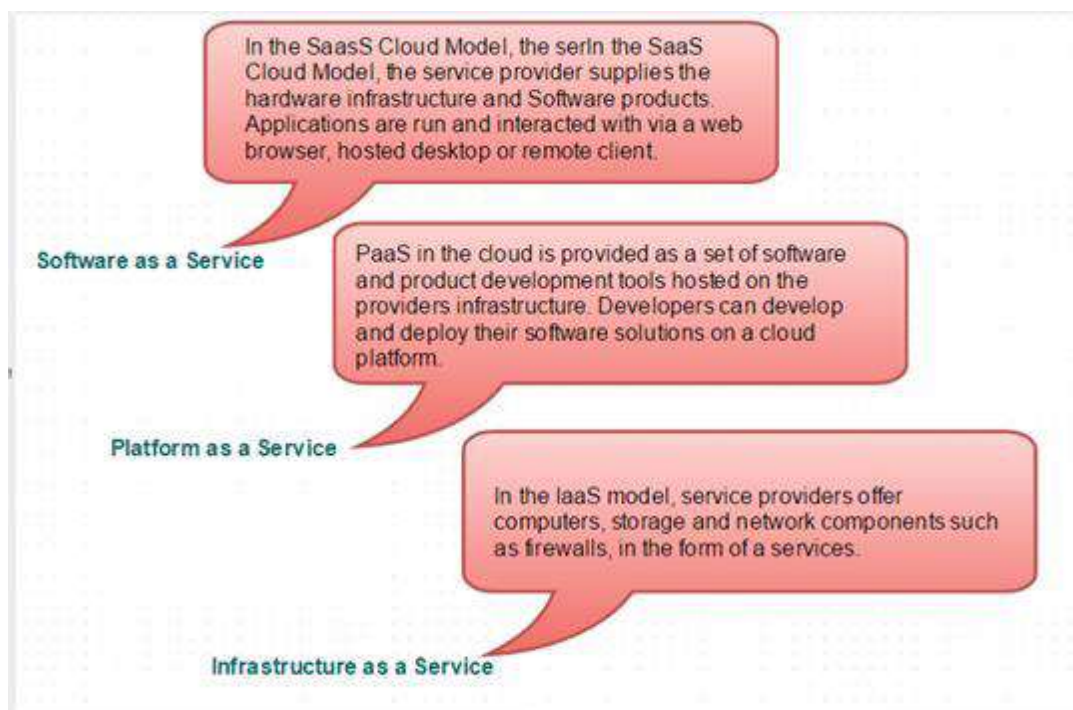 In the SaasS Cloud Model, the serIn the SaaS
Cloud Model, the service provider supplies the
hardware infrastructure and Software products.
Applications are run and interacted with via a web
browser, hosted desktop or remote client.
Software as a Service
PaaS in the cloud is provided as a set of software
and product development tools hosted on the
providers infrastructure. Developers can develop
and deploy their software solutions on a cloud
platform.
Platform as a Service
In the IaaS model, service providers offer
computers, storage and network components such
as firewalls, in the form of a services.
Infrastructure as a Service